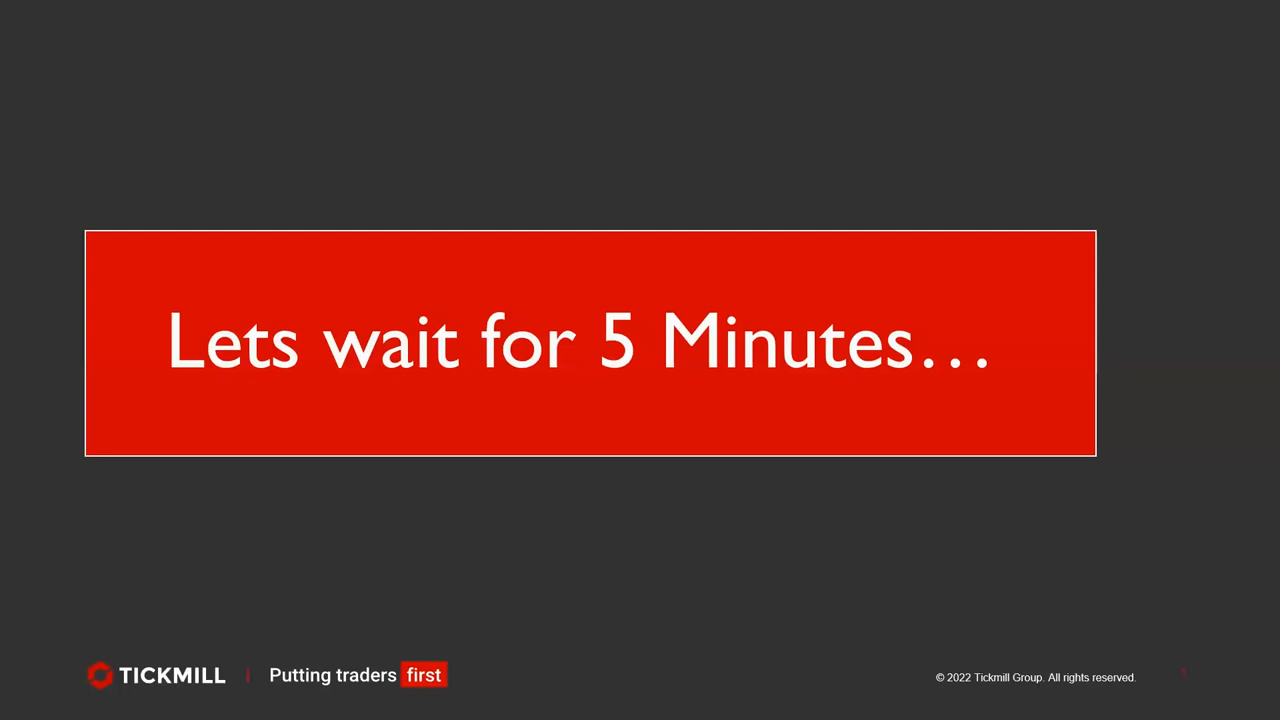 Lets wait for 5 Minutes…
TICKMILL | Putting traders first
© 2022 Tickmill Group. All rights reserved.